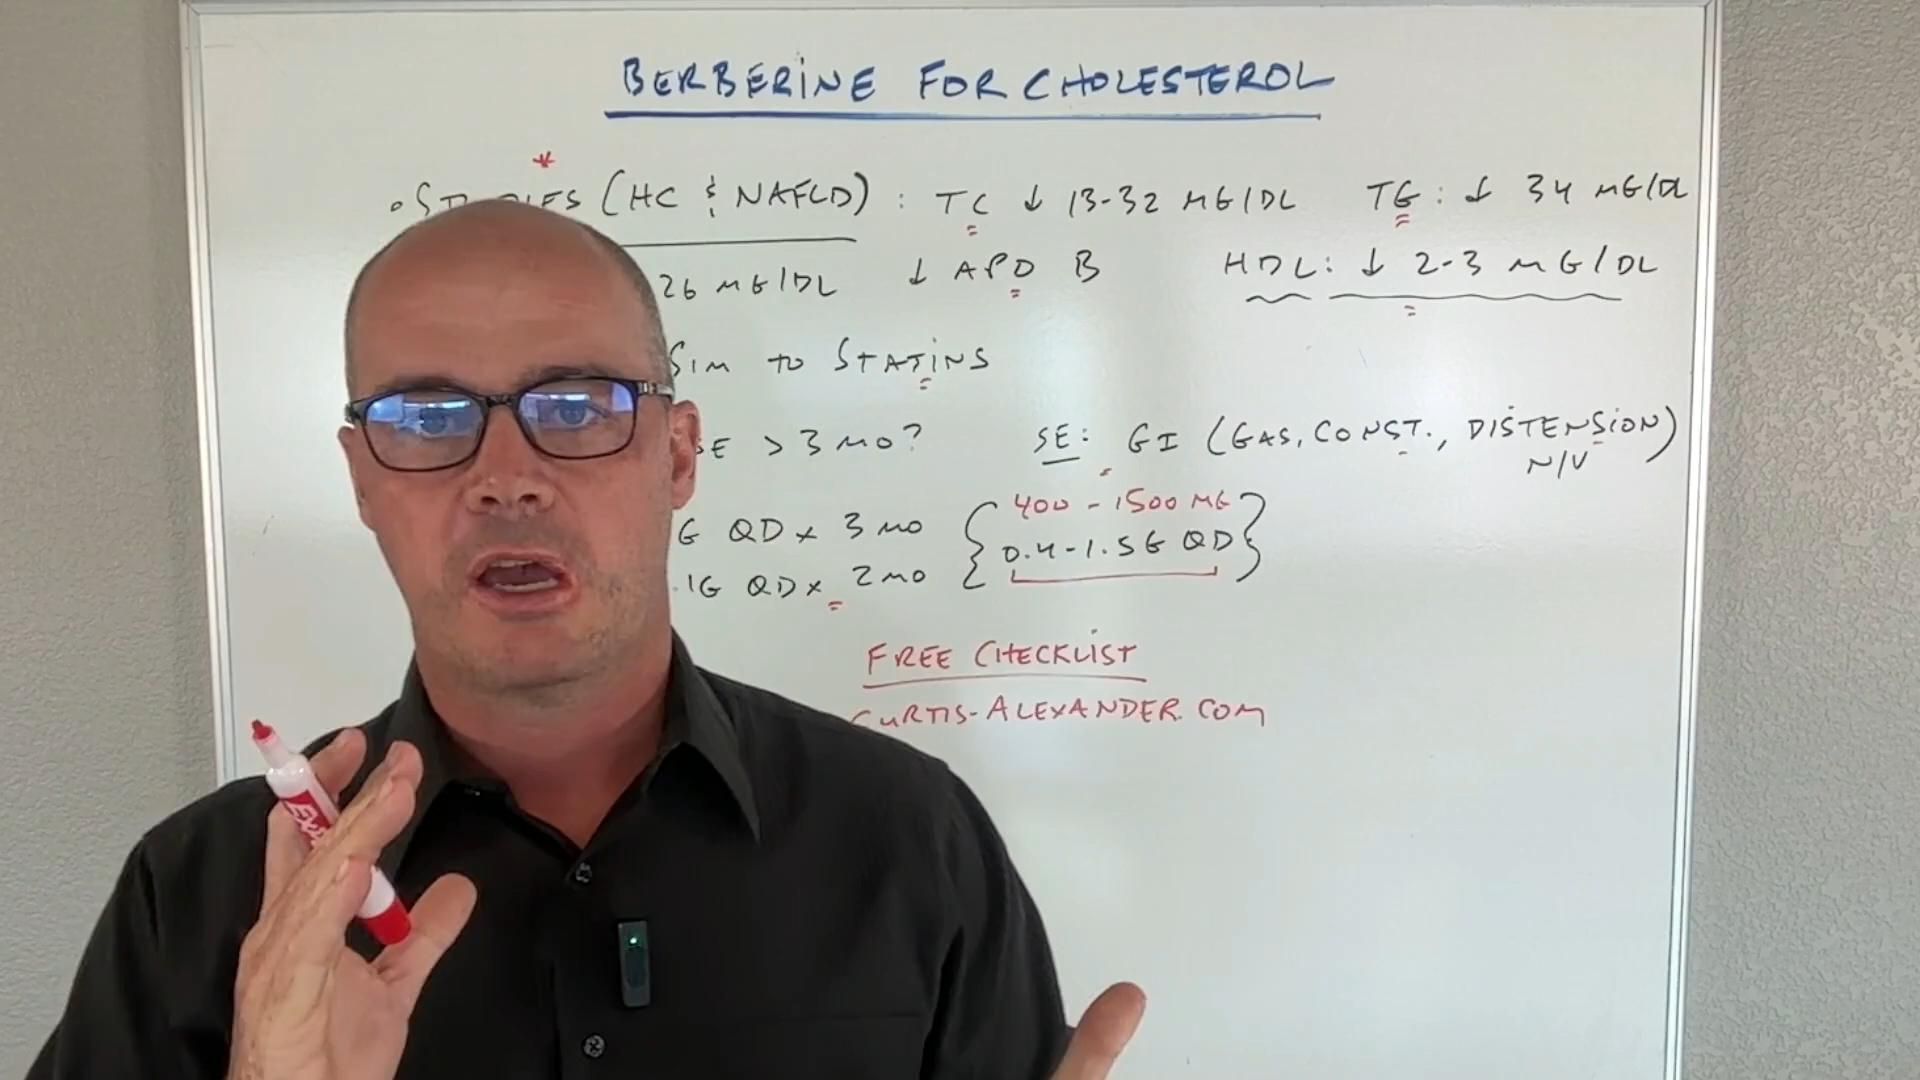 BERBERINE FOR CHOLESTEROL
*
(HC & NAFLD) : TC ↓ 13-32 MG/DL TG: ↓ 34 MG/DL
26 MG/DL ↓ APO B HDL: ↓ 2-3 MG/DL
SIM TO STATINS
> 3 MO? SE: GI (GAS, CONST., DISTENSION)
N/V
400 - 1500 MG
G QD x 3 MO { 0.4-1.5G QD }
1G QD x 2 MO
FREE CHECKLIST
CURTIS-ALEXANDER.COM